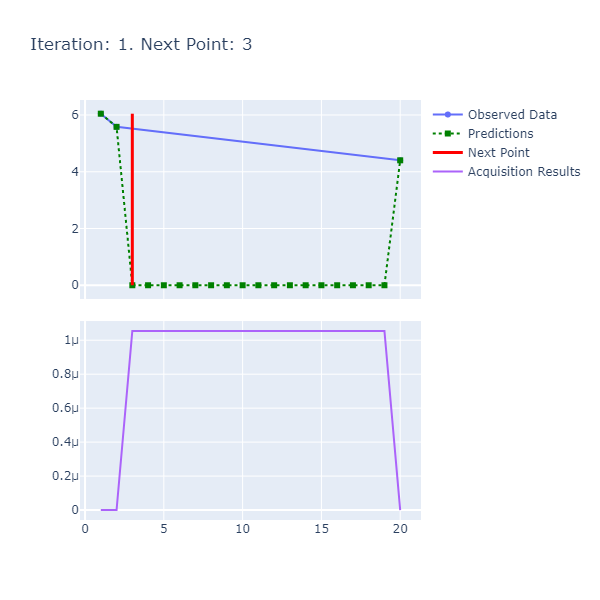 Iteration: 1. Next Point: 3
Observed Data
Predictions
Next Point
Acquisition Results
6
4
2
0
1μ
0.8μ
0.6μ
0.4μ
0.2μ
0
0 5 10 15 20